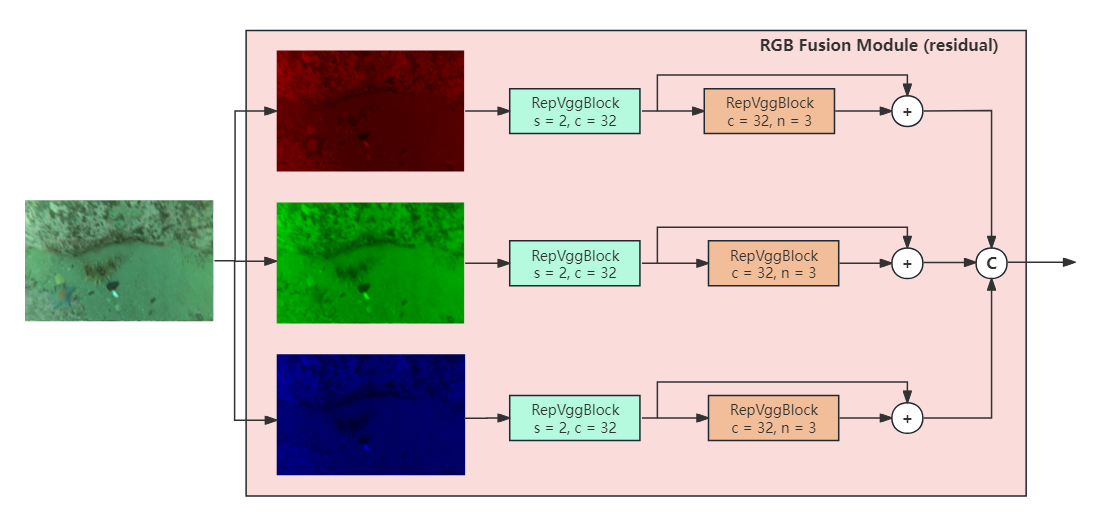 RGB Fusion Module (residual)
RepVggBlock
s = 2, c = 32
RepVggBlock
c = 32, n = 3
+
RepVggBlock
s = 2, c = 32
RepVggBlock
c = 32, n = 3
+
C
RepVggBlock
s = 2, c = 32
RepVggBlock
c = 32, n = 3
+